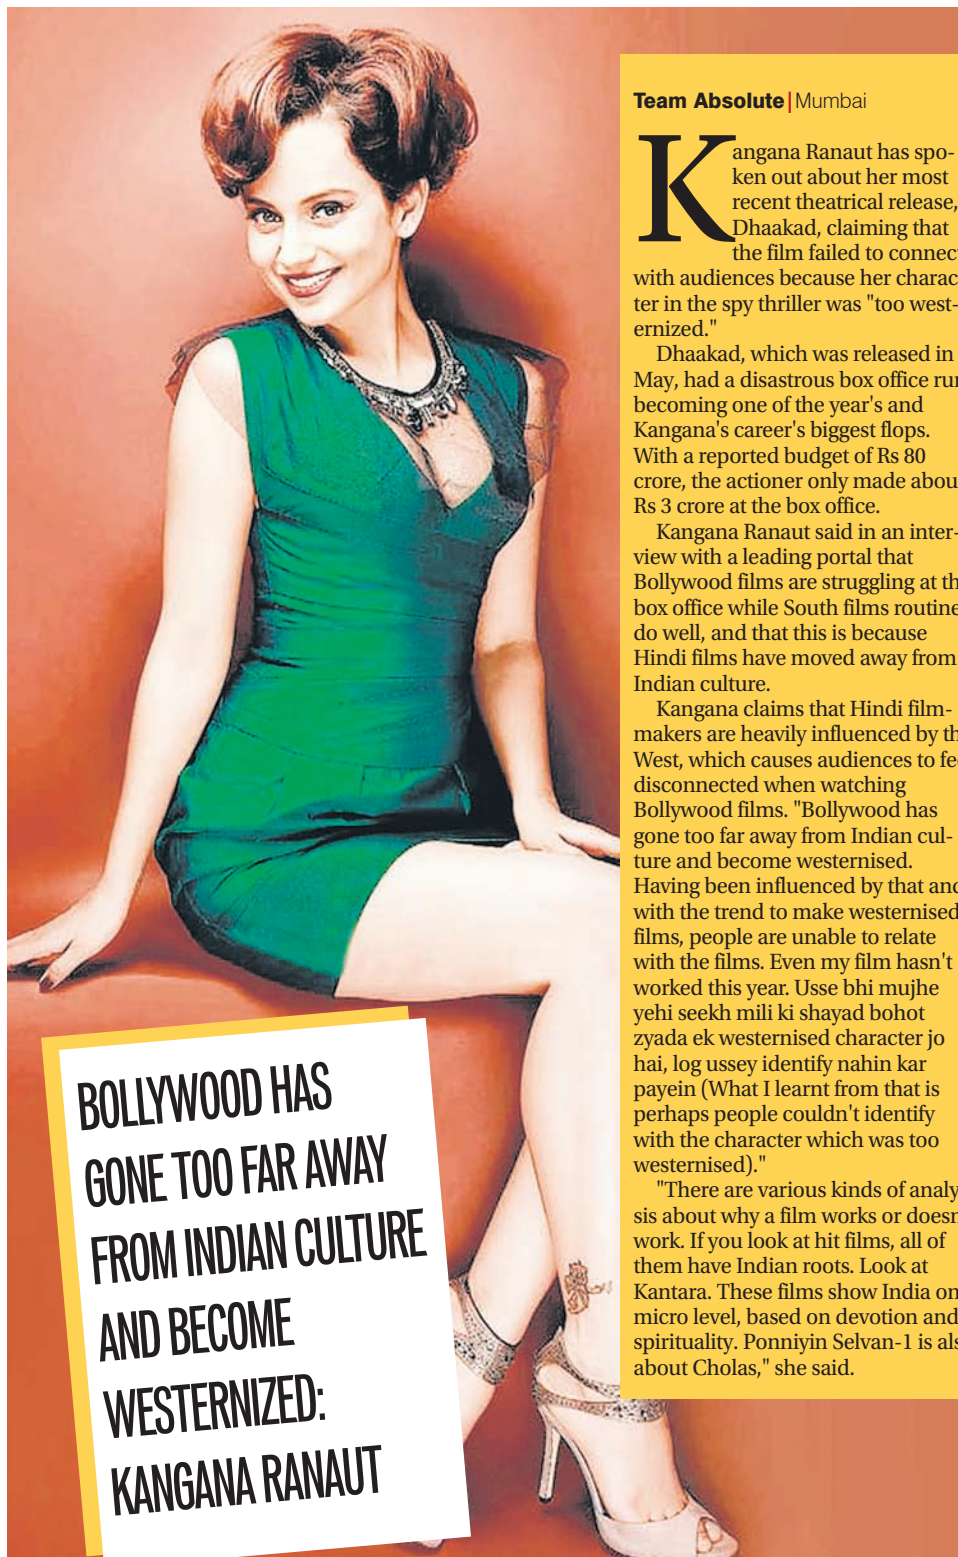 Team Absolute|Mumbai
Kangana Ranaut has spo-
ken out about her most
recent theatrical release,
Dhaakad, claiming that
the film failed to connect
with audiences because her charac
ter in the spy thriller was "too west-
ernized."
Dhaakad, which was released in
May, had a disastrous box office run
becoming one of the year's and
Kangana's career's biggest flops.
With a reported budget of Rs 80
crore, the actioner only made abou
Rs 3 crore at the box office.
Kangana Ranaut said in an inter-
view with a leading portal that
Bollywood films are struggling at th
box office while South films routine
do well, and that this is because
Hindi films have moved away from
Indian culture.
Kangana claims that Hindi film-
makers are heavily influenced by th
West, which causes audiences to fe
disconnected when watching
Bollywood films. "Bollywood has
gone too far away from Indian cul-
ture and become westernised.
Having been influenced by that and
with the trend to make westernised
films, people are unable to relate
with the films. Even my film hasn't
worked this year. Usse bhi mujhe
yehi seekh mili ki shayad bohot
zyada ek westernised character jo
hai, log ussey identify nahin kar
payein (What I learnt from that is
perhaps people couldn't identify
with the character which was too
westernised)."
"There are various kinds of analy
sis about why a film works or doesn
work. If you look at hit films, all of
them have Indian roots. Look at
Kantara. These films show India on
micro level, based on devotion and
spirituality. Ponniyin Selvan-1 is als
about Cholas," she said.
BOLLYWOOD HAS
GONE TOO FAR AWAY
FROM INDIAN CULTURE
AND BECOME
WESTERNIZED:
KANGANA RANAUT